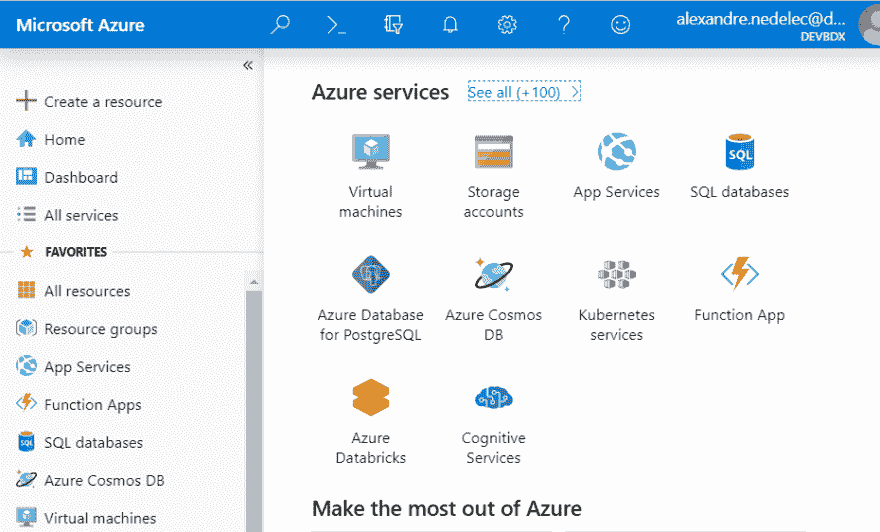 Microsoft Azure
alexandre.nedelec@d...
DEVBDX
«
Create a resource
Home
Dashboard
All services
FAVORITES
All resources
Resource groups
App Services
Function Apps
SQL databases
Azure Cosmos DB
Virtual machines
Azure services
See all (+100)
Virtual
machines
Storage
accounts
App Services
SQL
SQL databases
Azure Database
for PostgreSQL
Azure Cosmos
DB
Kubernetes
services
Function App
Azure
Databricks
Cognitive
Services
Make the most out of Azure